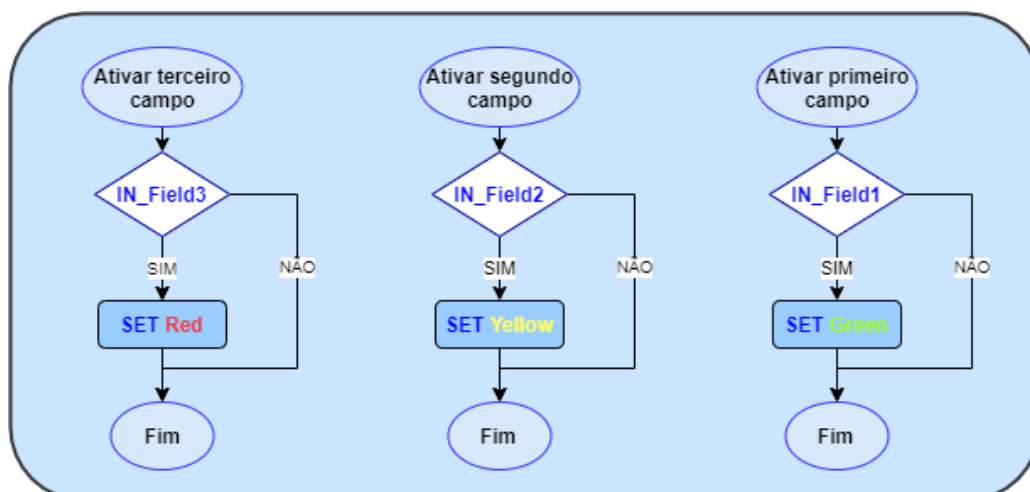 Ativar terceiro
campo
IN_Field3
SIM
NÃO
SET Red
Fim
Ativar segundo
campo
IN_Field2
SIM
NÃO
SET Yellow
Fim
Ativar primeiro
campo
IN_Field1
SIM
NÃO
SET Green
Fim